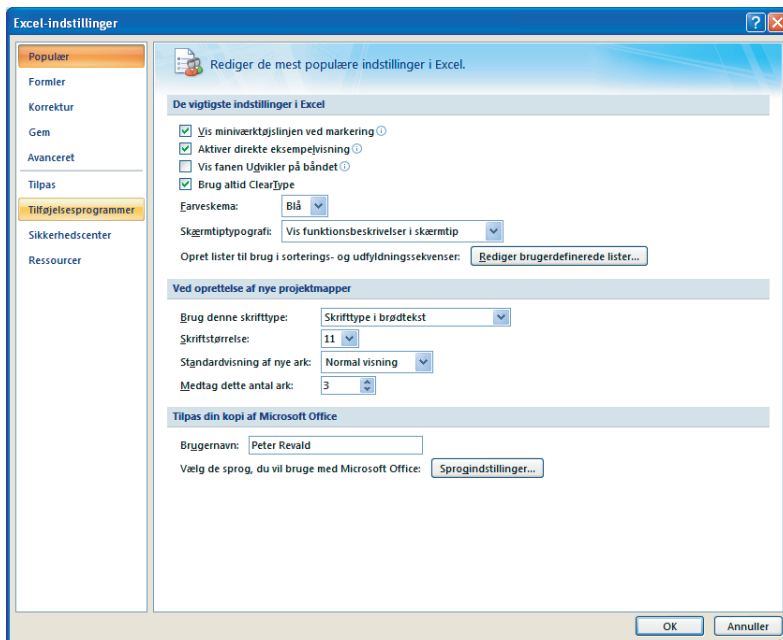 Excel-indstillinger
Populær
Formler
Korrektur
Gem
Avanceret
Tilpas
Tilføjelsesprogrammer
Sikkerhedscenter
Ressourcer
Rediger de mest populære indstillinger i Excel.
De vigtigste indstillinger i Excel
Vis miniværktøjslinjen ved markering
Aktiver direkte eksempelvisning
Vis fanen Udvikler på båndet
Brug altid ClearType
Farveskema: Blå
Skærmtiptypografi: Vis funktionsbeskrivelser i skærmtip
Opret lister til brug i sorterings- og udfyldningssekvenser: Rediger brugerdefinerede lister...
Ved oprettelse af nye projektmapper
Brug denne skrifttype: Skrifttype i brødtekst
Skriftstørrelse: 11
Standardvisning af nye ark: Normal visning
Medtag dette antal ark: 3
Tilpas din kopi af Microsoft Office
Brugernavn: Peter Revald
Vælg de sprog, du vil bruge med Microsoft Office: Sprogindstillinger...
OK Annuller